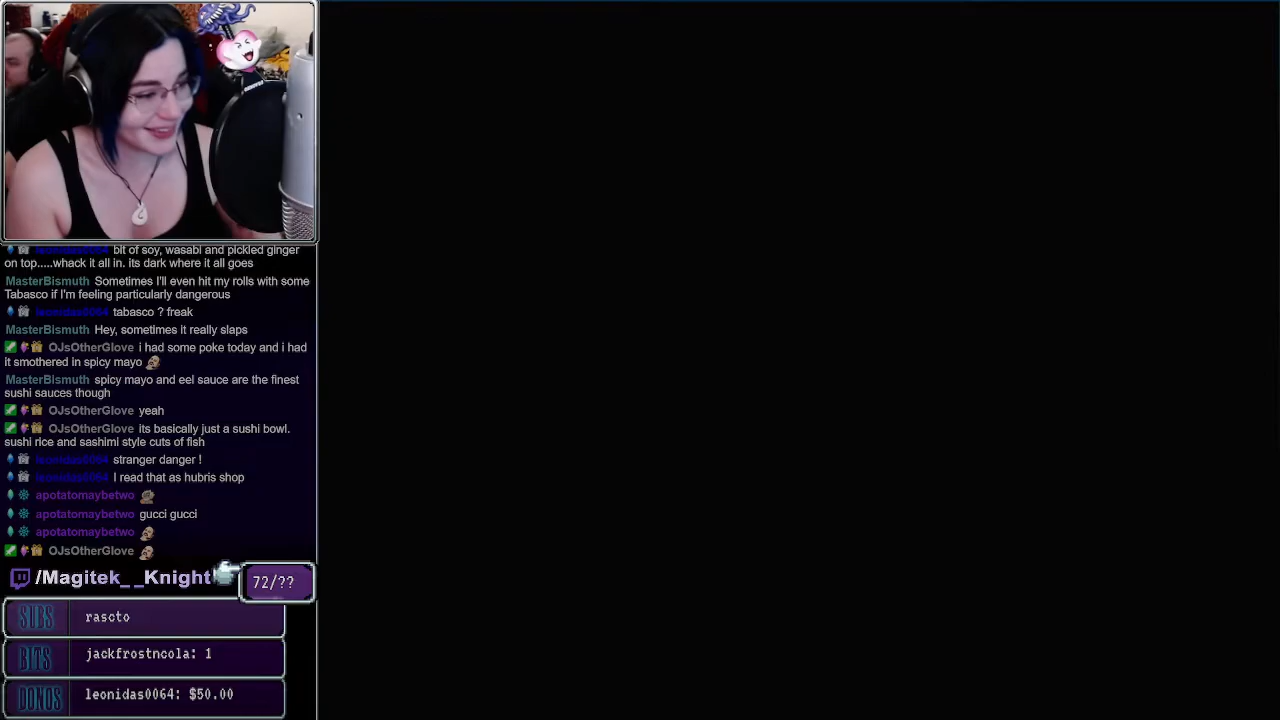 leonidas0064 bit of soy, wasabi and pickled ginger
on top.....whack it all in. its dark where it all goes
MasterBismuth Sometimes I'll even hit my rolls with some
Tabasco if I'm feeling particularly dangerous
leonidas0064 tabasco ? freak
MasterBismuth Hey, sometimes it really slaps
OJsOtherGlove i had some poke today and i had
it smothered in spicy mayo
MasterBismuth spicy mayo and eel sauce are the finest
sushi sauces though
OJsOtherGlove yeah
OJsOtherGlove its basically just a sushi bowl.
sushi rice and sashimi style cuts of fish
leonidas0064 stranger danger !
leonidas0064 I read that as hubris shop
apotatomaybetwo
apotatomaybetwo gucci gucci
apotatomaybetwo
OJsOtherGlove
/Magitek__Knight
72/??
SUBS rascto
BITS jackfrostncola: 1
DONOS leonidas0064: $50.00